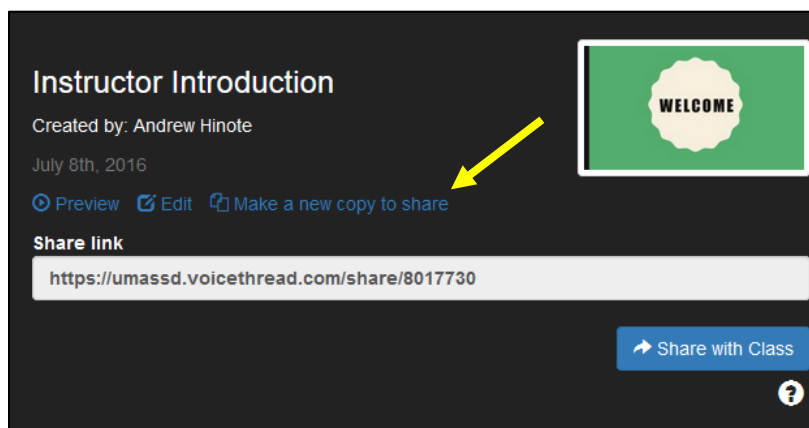 Instructor Introduction
WELCOME
Created by: Andrew Hinote
July 8th, 2016
Preview Edit Make a new copy to share
Share link
https://umassd.voicethread.com/share/8017730
Share with Class
?